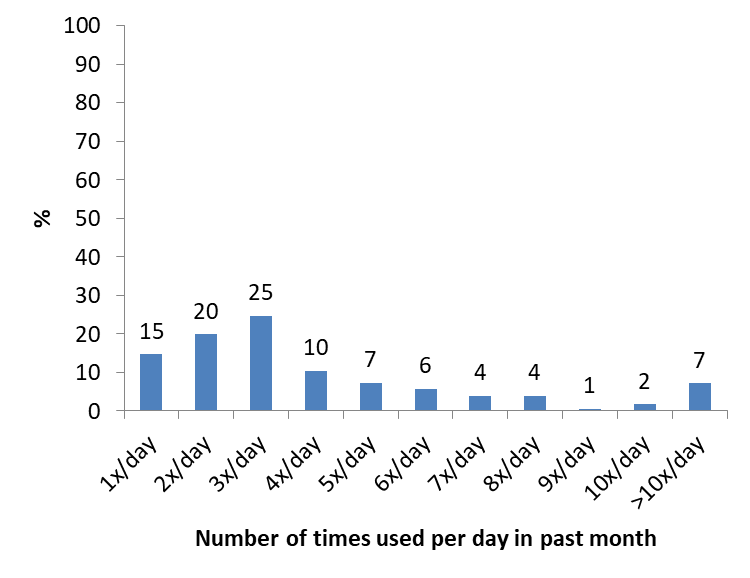 100
90
80
70
60
50
40
30
20
10
0
%
15
20
25
10
7
6
4
4
1
2
7
1x/day
2x/day
3x/day
4x/day
5x/day
6x/day
7x/day
8x/day
9x/day
10x/day
>10x/day
Number of times used per day in past month